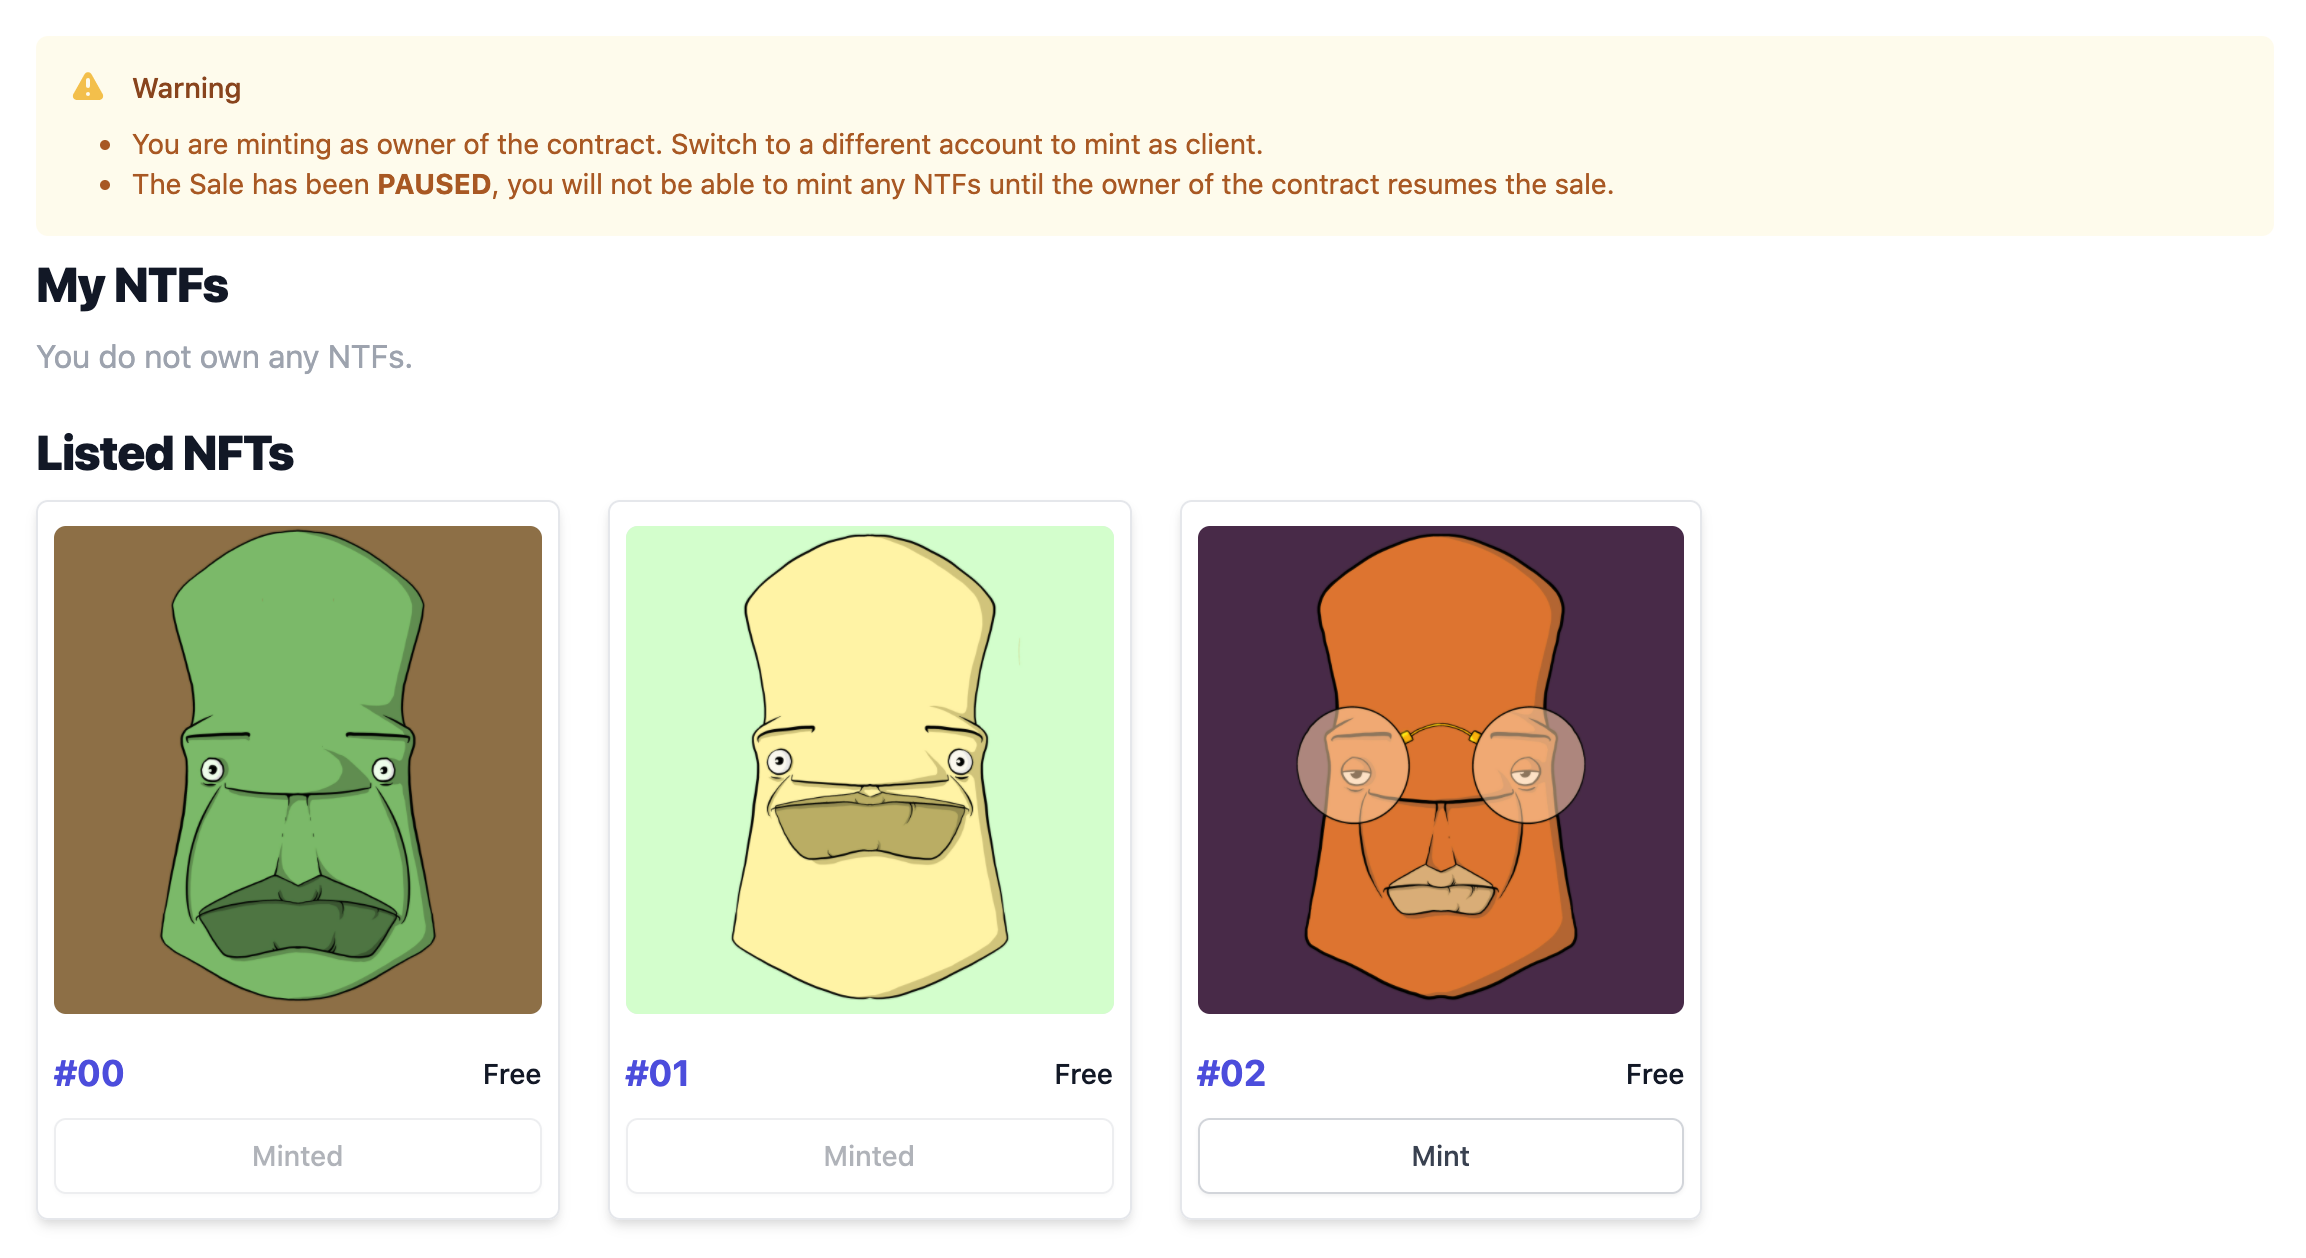 Warning
• You are minting as owner of the contract. Switch to a different account to mint as client.
• The Sale has been PAUSED, you will not be able to mint any NTFs until the owner of the contract resumes the sale.
My NTFs
You do not own any NTFs.
Listed NFTs
#00 Free
Minted
#01 Free
Minted
#02 Free
Mint